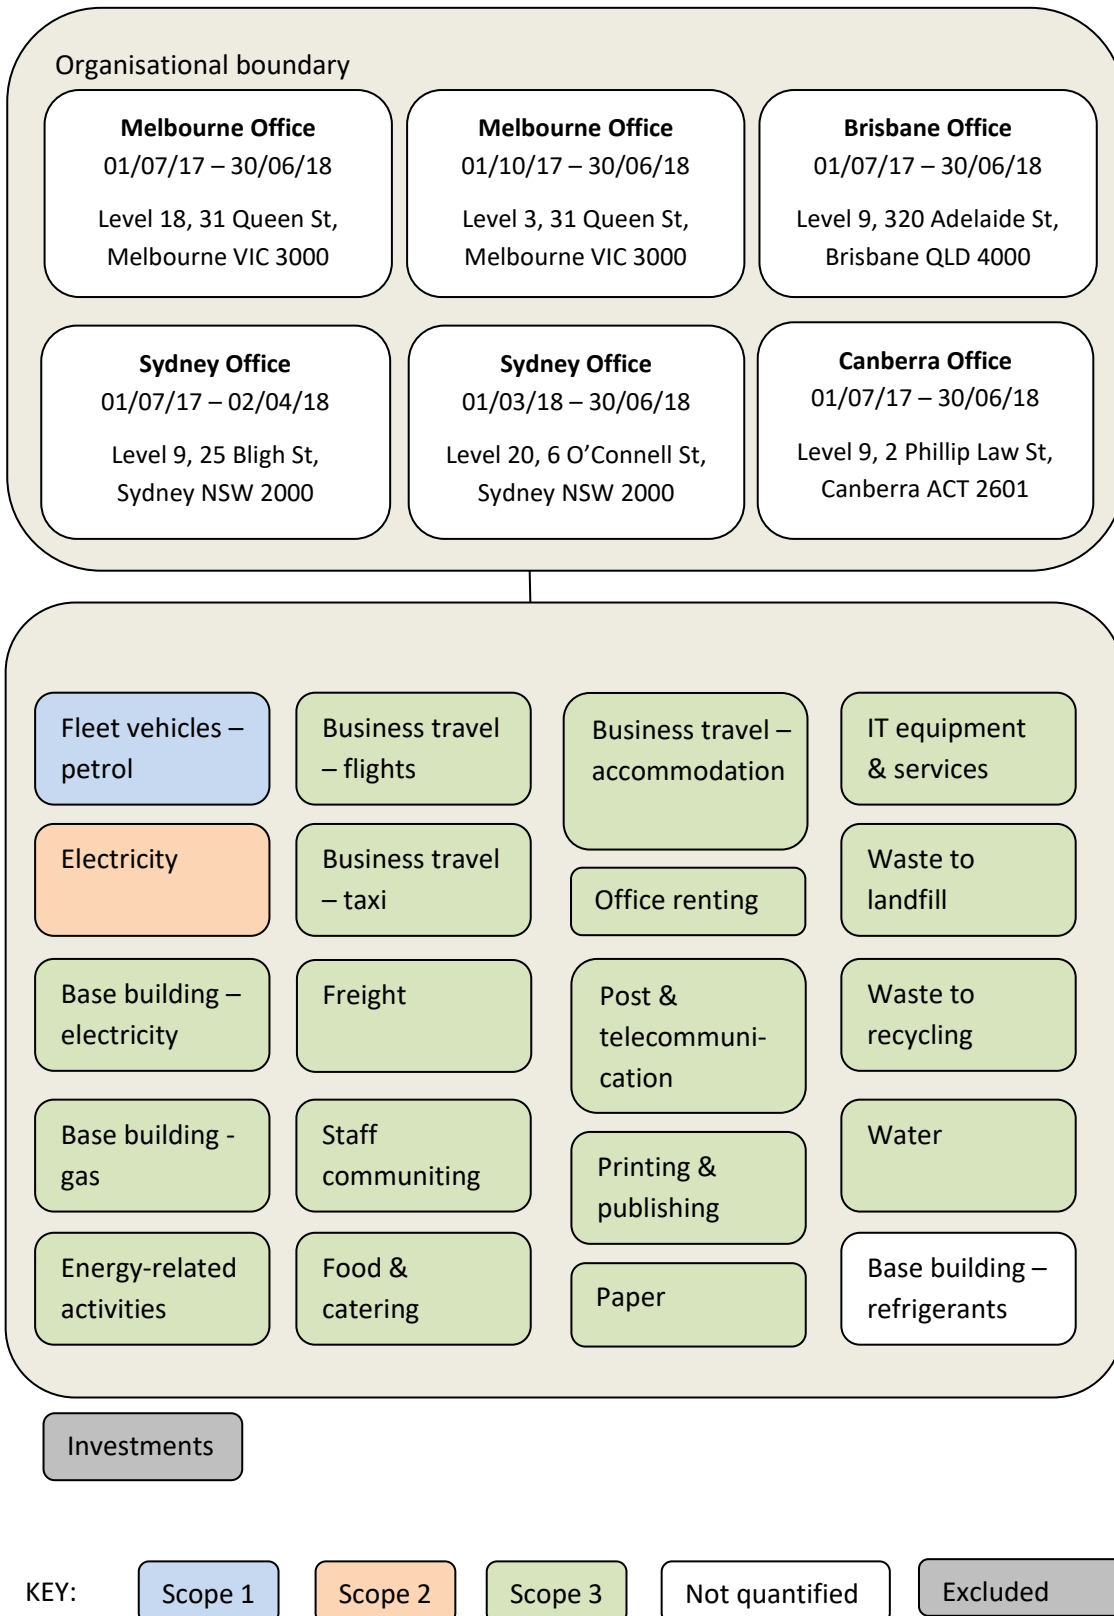 Organisational boundary
Melbourne Office
01/07/17 – 30/06/18
Level 18, 31 Queen St,
Melbourne VIC 3000
Melbourne Office
01/10/17 – 30/06/18
Level 3, 31 Queen St,
Melbourne VIC 3000
Brisbane Office
01/07/17 – 30/06/18
Level 9, 320 Adelaide St,
Brisbane QLD 4000
Sydney Office
01/07/17 – 02/04/18
Level 9, 25 Bligh St,
Sydney NSW 2000
Sydney Office
01/03/18 – 30/06/18
Level 20, 6 O’Connell St,
Sydney NSW 2000
Canberra Office
01/07/17 – 30/06/18
Level 9, 2 Phillip Law St,
Canberra ACT 2601
Fleet vehicles –
petrol
Electricity
Base building –
electricity
Base building -
gas
Energy-related
activities
Business travel
– flights
Business travel
– taxi
Freight
Staff
communiting
Food &
catering
Business travel –
accommodation
Office renting
Post &
telecommuni-
cation
Printing &
publishing
Paper
IT equipment
& services
Waste to
landfill
Waste to
recycling
Water
Base building –
refrigerants
Investments
KEY:
Scope 1
Scope 2
Scope 3
Not quantified
Excluded